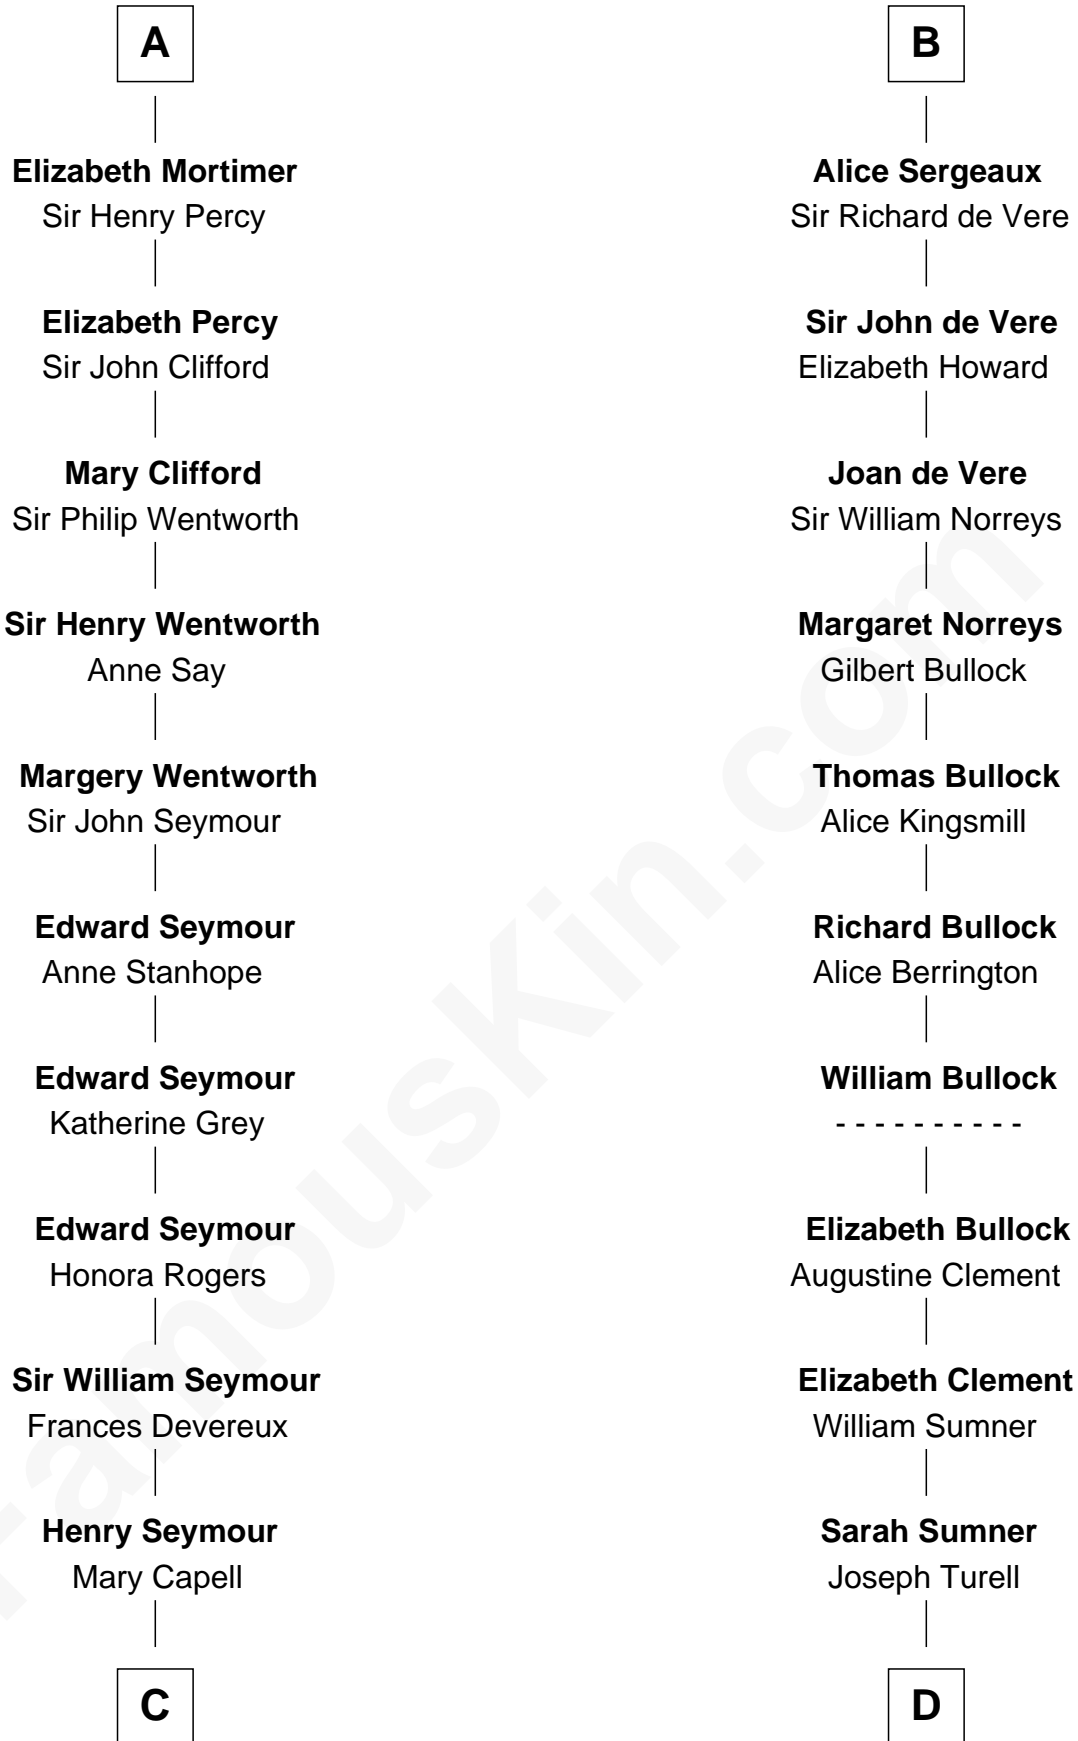 A
Elizabeth Mortimer
Sir Henry Percy
Elizabeth Percy
Sir John Clifford
Mary Clifford
Sir Philip Wentworth
Sir Henry Wentworth
Anne Say
Margery Wentworth
Sir John Seymour
Edward Seymour
Anne Stanhope
Edward Seymour
Katherine Grey
Edward Seymour
Honora Rogers
Sir William Seymour
Frances Devereux
Henry Seymour
Mary Capell
C
B
Alice Sergeaux
Sir Richard de Vere
Sir John de Vere
Elizabeth Howard
Joan de Vere
Sir William Norreys
Margaret Norreys
Gilbert Bullock
Thomas Bullock
Alice Kingsmill
Richard Bullock
Alice Berrington
William Bullock
- - - - - - - - - -
Elizabeth Bullock
Augustine Clement
Elizabeth Clement
William Sumner
Sarah Sumner
Joseph Turell
D
FamousKin.com